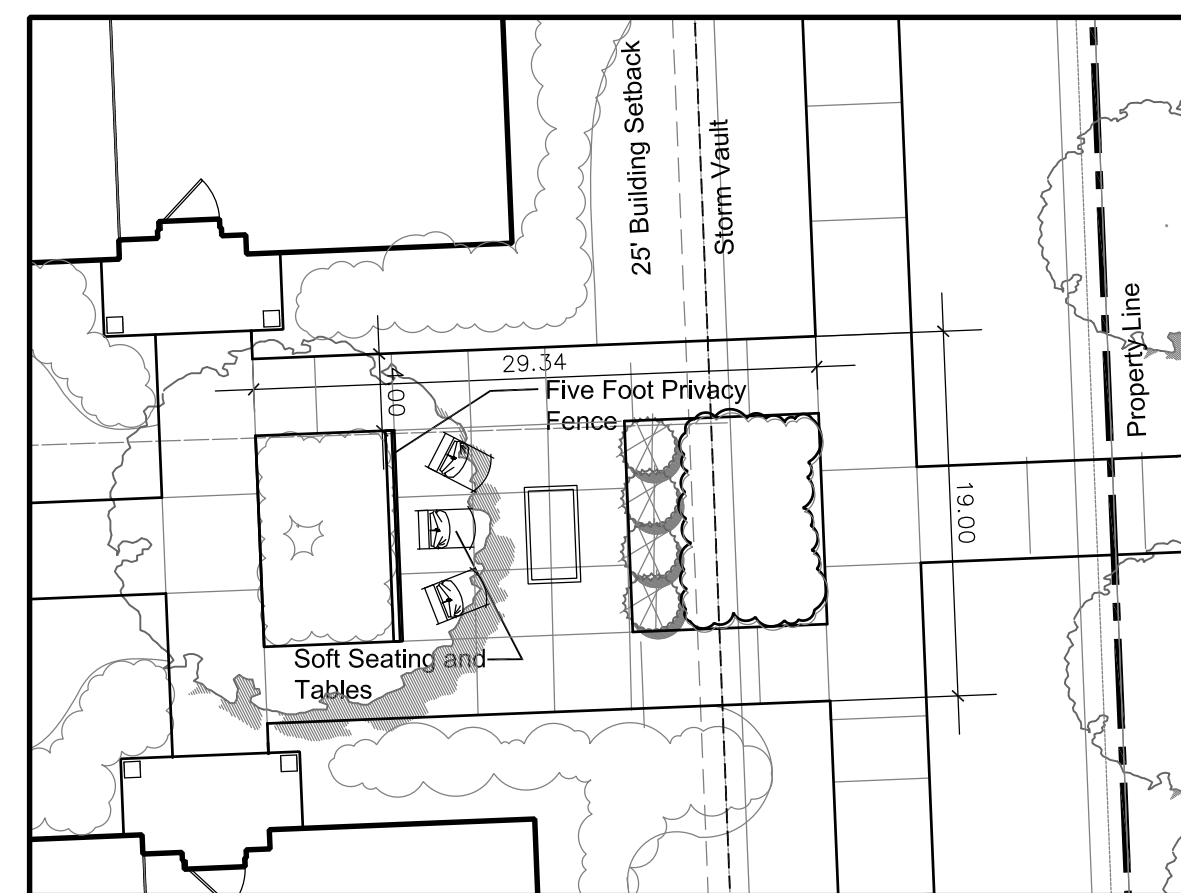 25' Building Setback
Storm Vault
Property Line
29.34
4.00
Five Foot Privacy
Fence
19.00
Soft Seating and
Tables